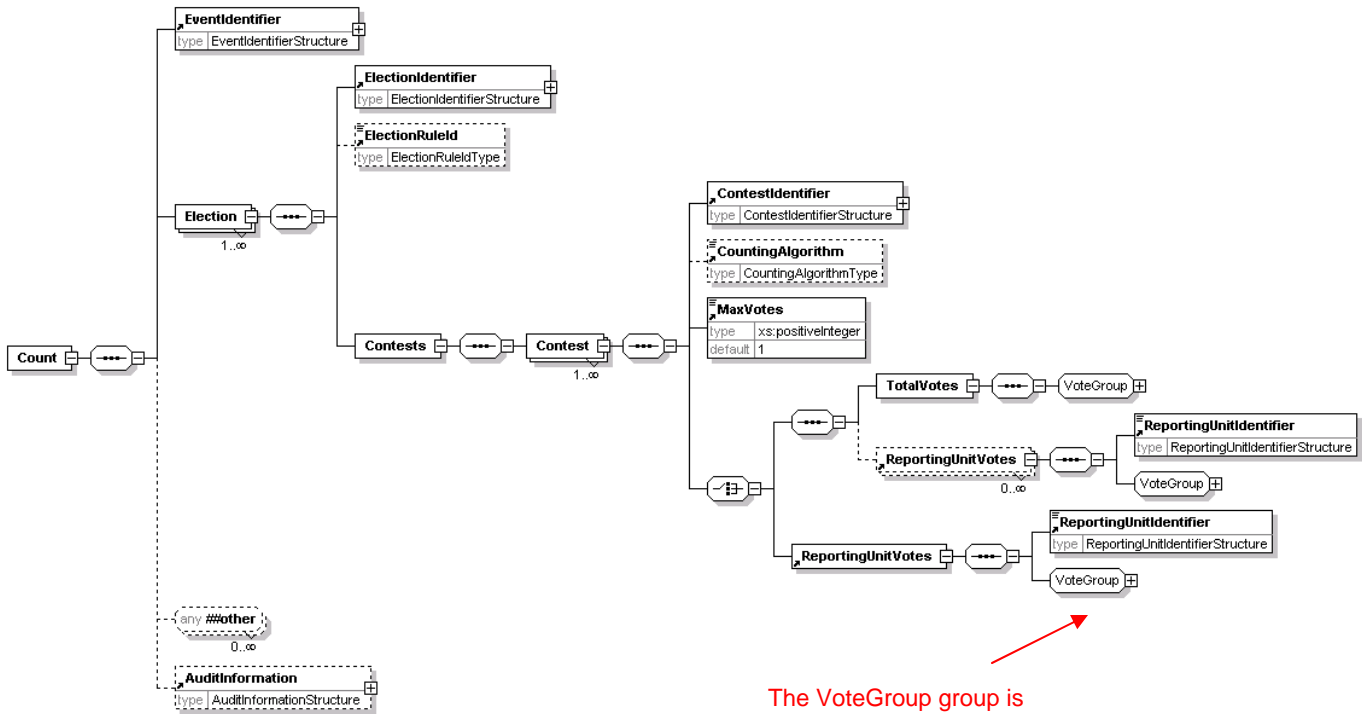 EventIdentifier
type EventIdentifierStructure
ElectionIdentifier
type ElectionIdentifierStructure
ElectionRuleId
type ElectionRuleIdType
Election
1..∞
ContestIdentifier
type ContestIdentifierStructure
CountingAlgorithm
type CountingAlgorithmType
MaxVotes
type xs:positiveInteger
default 1
Count
Contests
Contest
1..∞
TotalVotes
VoteGroup
ReportingUnitIdentifier
type ReportingUnitIdentifierStructure
ReportingUnitVotes
0..∞
VoteGroup
ReportingUnitIdentifier
type ReportingUnitIdentifierStructure
ReportingUnitVotes
VoteGroup
any ##other
0..∞
AuditInformation
type AuditInformationStructure
The VoteGroup group is